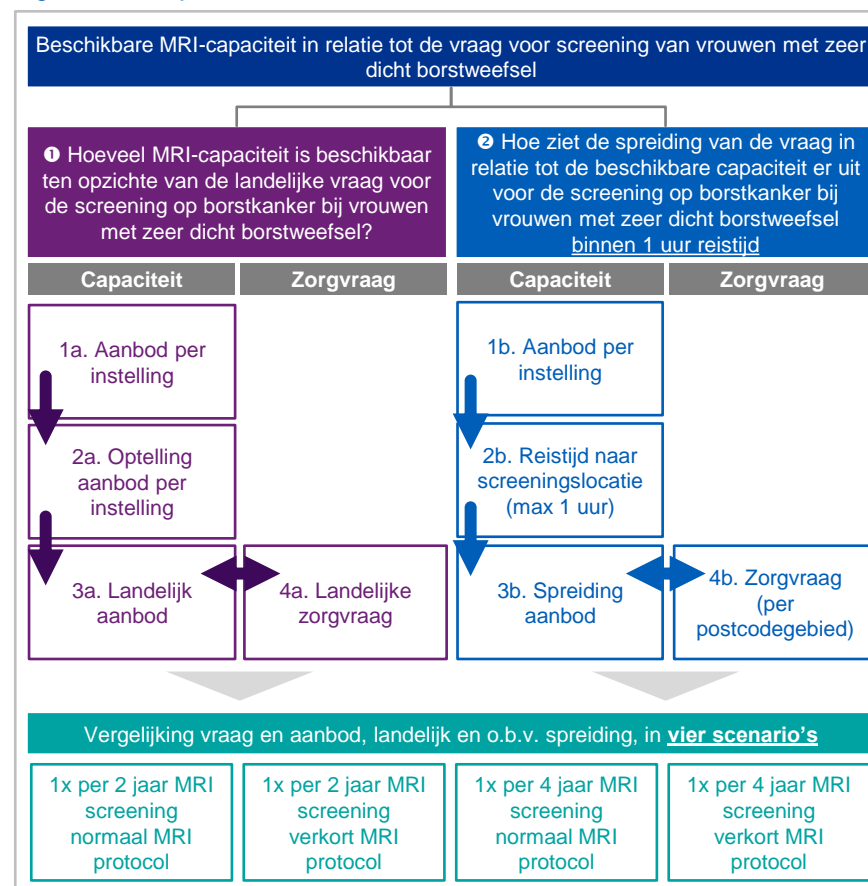 Beschikbare MRI-capaciteit in relatie tot de vraag voor screening van vrouwen met zeer
dicht borstweefsel
❶ Hoeveel MRI-capaciteit is beschikbaar
ten opzichte van de landelijke vraag voor
de screening op borstkanker bij vrouwen
met zeer dicht borstweefsel?
❷ Hoe ziet de spreiding van de vraag in
relatie tot de beschikbare capaciteit er uit
voor de screening op borstkanker bij
vrouwen met zeer dicht borstweefsel
binnen 1 uur reistijd
Capaciteit
Zorgvraag
Capaciteit
Zorgvraag
1a. Aanbod per
instelling
1b. Aanbod per
instelling
2a. Optelling
aanbod per
instelling
2b. Reistijd naar
screeningslocatie
(max 1 uur)
3a. Landelijk
aanbod
4a. Landelijke
zorgvraag
3b. Spreiding
aanbod
4b. Zorgvraag
(per
postcodegebied)
Vergelijking vraag en aanbod, landelijk en o.b.v. spreiding, in vier scenario's
1x per 2 jaar MRI
screening
normaal MRI
protocol
1x per 2 jaar MRI
screening
verkort MRI
protocol
1x per 4 jaar MRI
screening
normaal MRI
protocol
1x per 4 jaar MRI
screening
verkort MRI
protocol